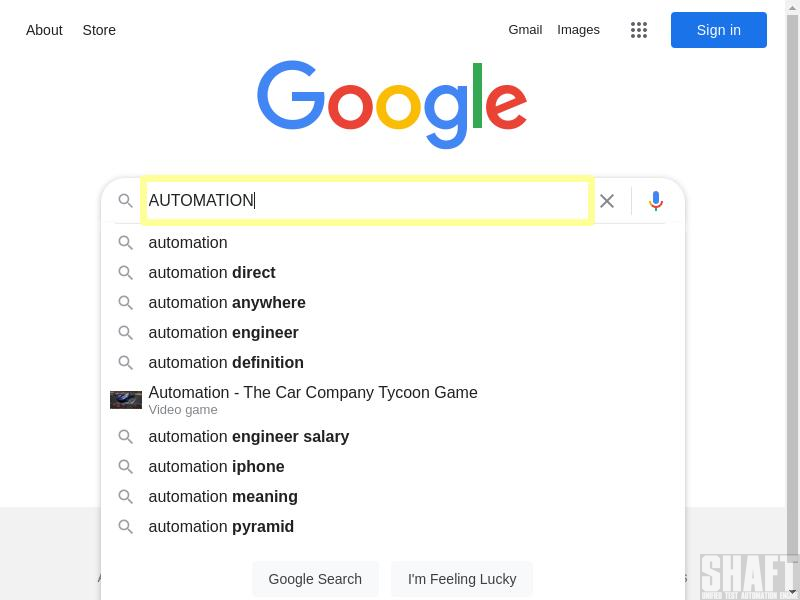 About Store Gmail Images Sign in
Google
AUTOMATION
automation
automation direct
automation anywhere
automation engineer
automation definition
Automation - The Car Company Tycoon Game
Video game
automation engineer salary
automation iphone
automation meaning
automation pyramid
Google Search I'm Feeling Lucky
SHAFT